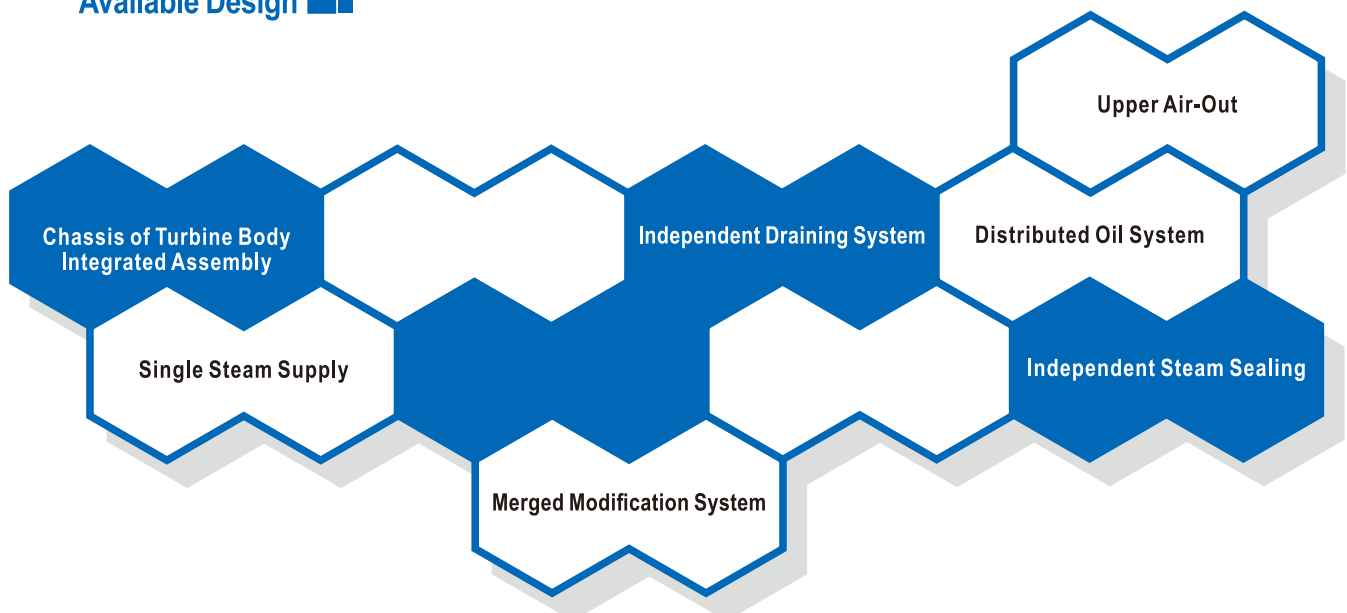 Available Design
Upper Air-Out
Chassis of Turbine Body
Integrated Assembly
Independent Draining System
Distributed Oil System
Single Steam Supply
Independent Steam Sealing
Merged Modification System